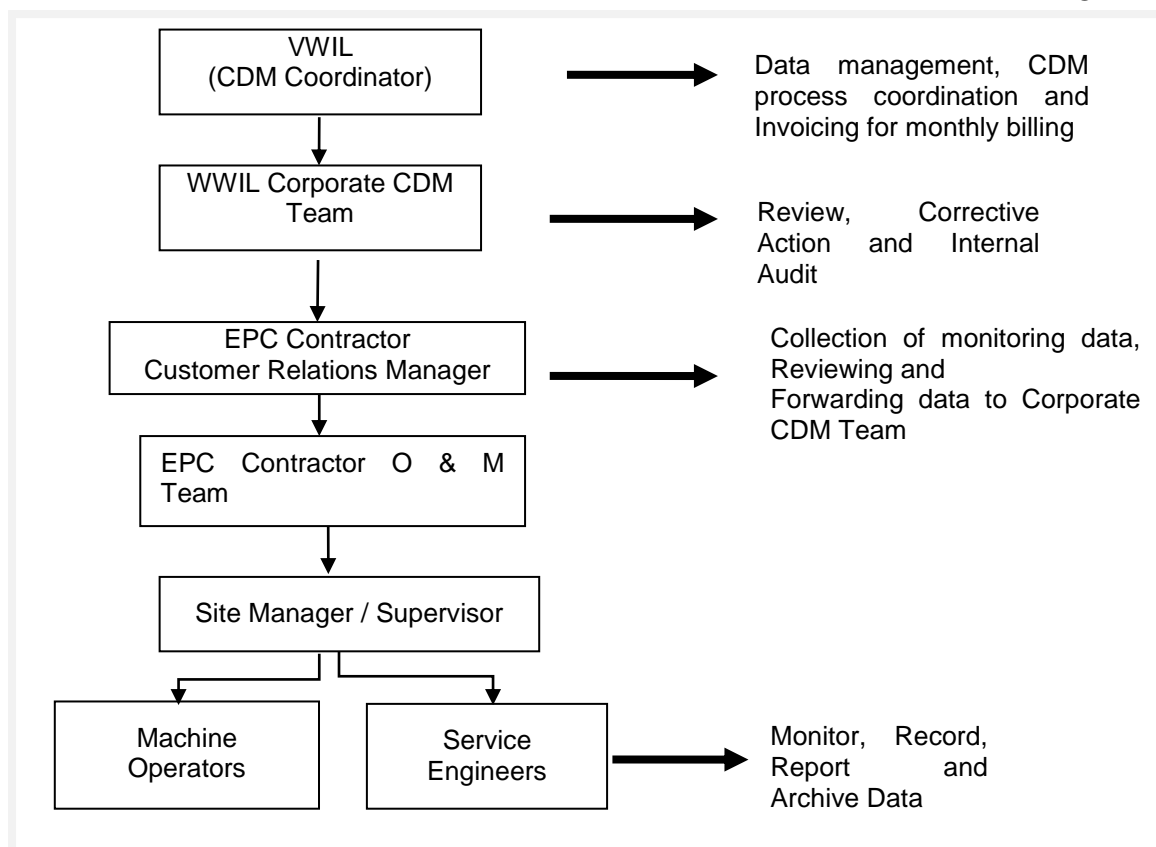 VWIL
(CDM Coordinator)
Data management, CDM
process coordination and
Invoicing for monthly billing
WWIL Corporate CDM
Team
Review, Corrective
Action and Internal
Audit
EPC Contractor
Customer Relations Manager
Collection of monitoring data,
Reviewing and
Forwarding data to Corporate
CDM Team
EPC Contractor O & M
Team
Site Manager / Supervisor
Machine
Operators
Service
Engineers
Monitor, Record,
Report and
Archive Data